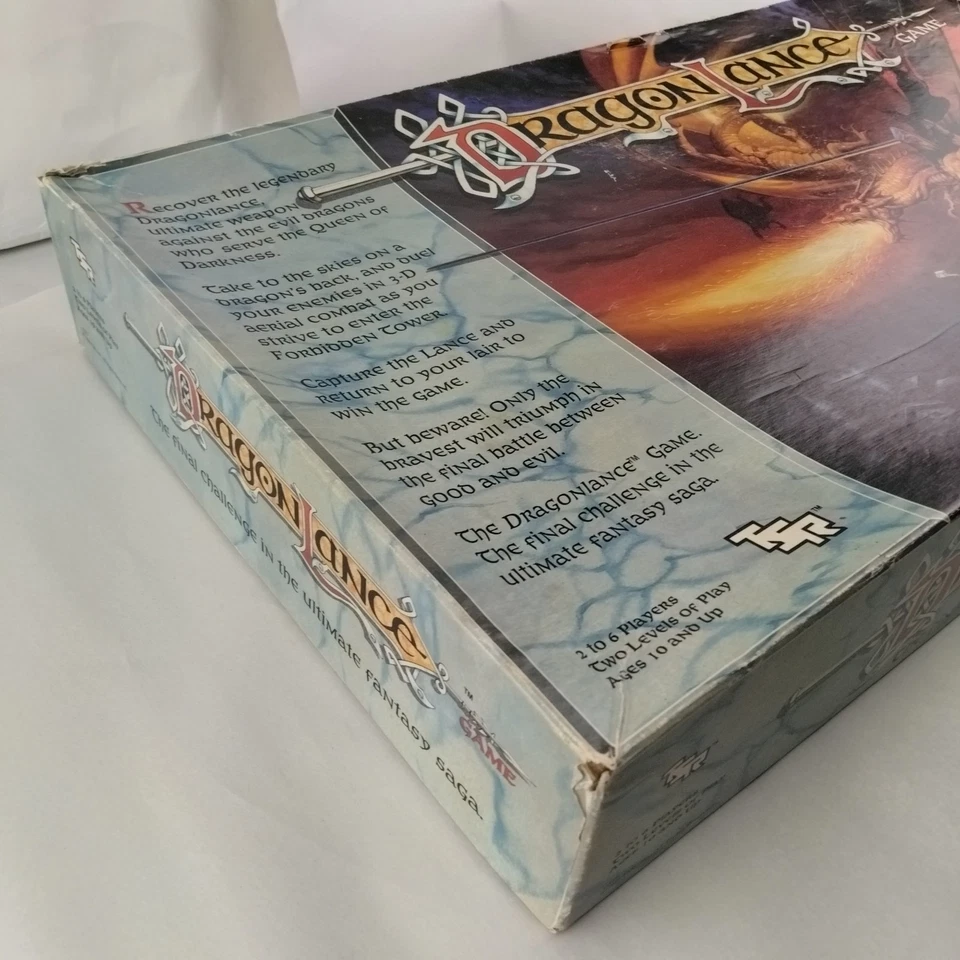 DragonLance
GAME
Recover the legendary
Dragonlance,
ultimate weapon
against the evil dragons
who serve the Queen of
Darkness.
Take to the skies on a
dragon's back, and duel
your enemies in 3-D
aerial combat as you
strive to enter the
Forbidden Tower.
Capture the Lance and
return to your lair to
win the game.
But beware! Only the
bravest will triumph in
the final battle between
good and evil.
The Dragonlance™ Game.
The final challenge in the
ultimate fantasy saga.
TSR™
2 to 6 Players
Two Levels of Play
Ages 10 and Up
TSR
DragonLance™
GAME
The final challenge in the ultimate fantasy saga.
TSR